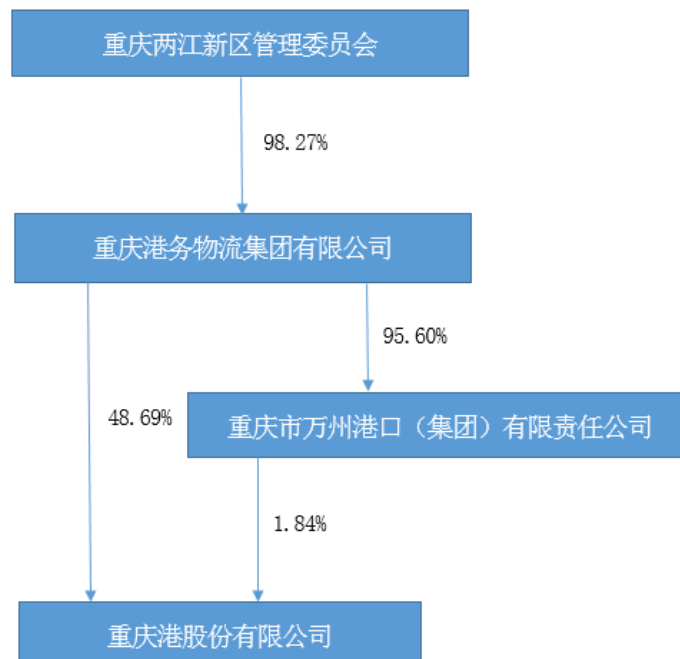 重庆两江新区管理委员会
98.27%
重庆港务物流集团有限公司
95.60%
48.69%
重庆市万州港口（集团）有限责任公司
1.84%
重庆港股份有限公司